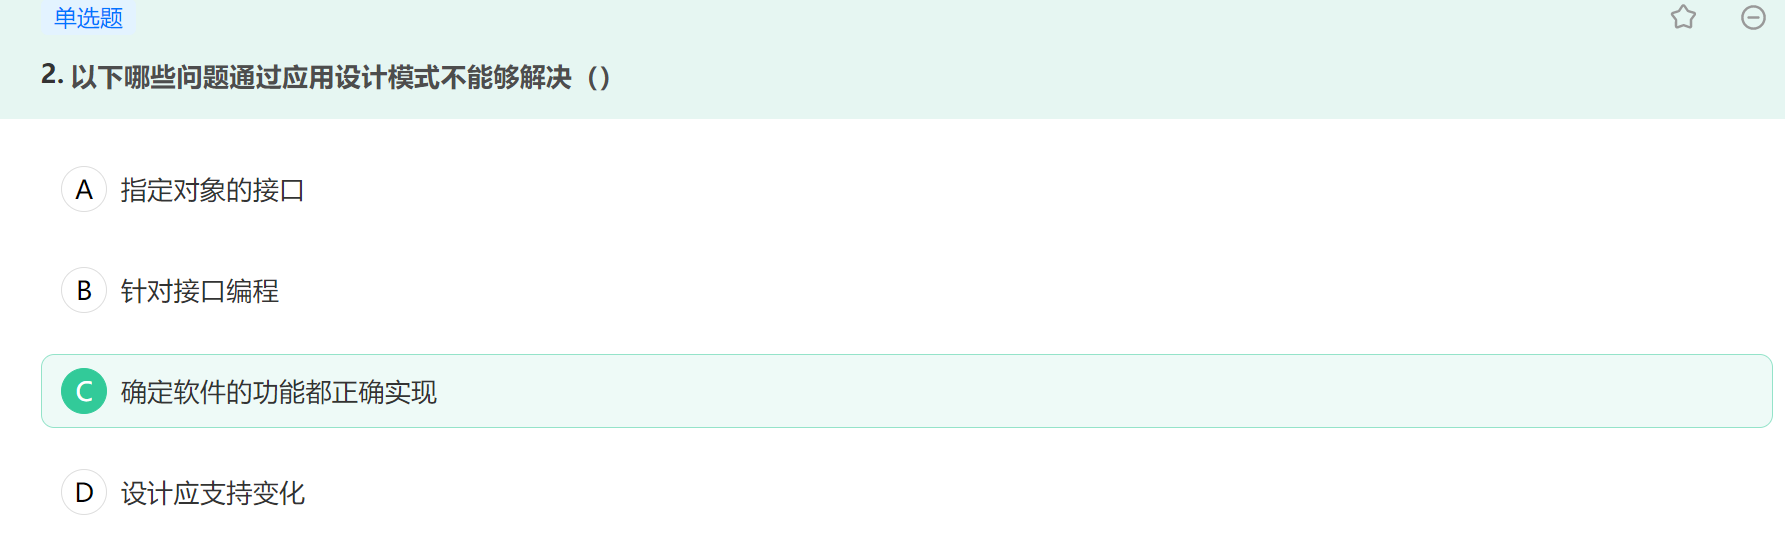 单选题
2. 以下哪些问题通过应用设计模式不能够解决（）
A 指定对象的接口
B 针对接口编程
C 确定软件的功能都正确实现
D 设计应支持变化